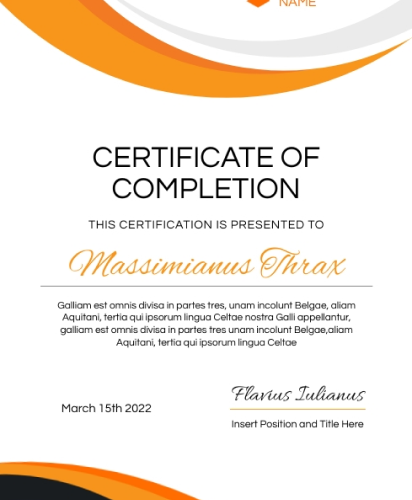 NAME
CERTIFICATE OF
COMPLETION
THIS CERTIFICATION IS PRESENTED TO
Massimianus Thrax
Galliam est omnis divisa in partes tres, unam incolunt Belgae, aliam
Aquitani, tertia qui ipsorum lingua Celtae nostra Galli appellantur,
galliam est omnis divisa in partes tres unam incolunt Belgae,aliam
Aquitani, tertia qui ipsorum lingua Celtae
Flavius Iulianus
March 15th 2022
Insert Position and Title Here